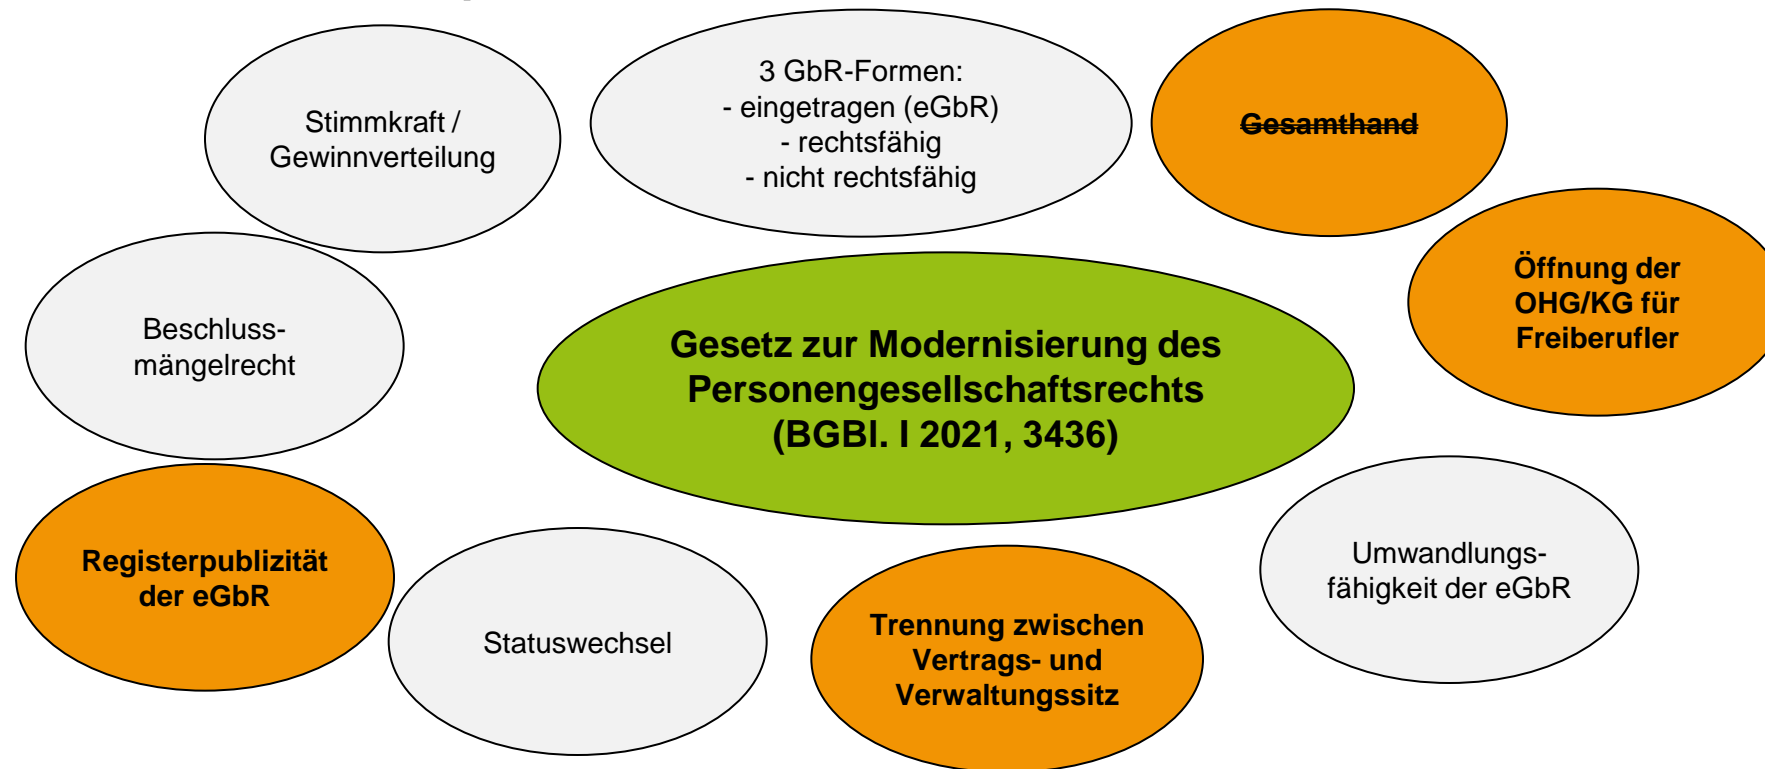 3 GbR-Formen:
- eingetragen (eGbR)
- rechtsfähig
- nicht rechtsfähig
Stimmkraft /
Gewinnverteilung
Gesamthand
Öffnung der
OHG/KG für
Freiberufler
Beschluss-
mängelrecht
Gesetz zur Modernisierung des
Personengesellschaftsrechts
(BGBl. I 2021, 3436)
Registerpublizität
der eGbR
Umwandlungs-
fähigkeit der eGbR
Statuswechsel
Trennung zwischen
Vertrags- und
Verwaltungssitz